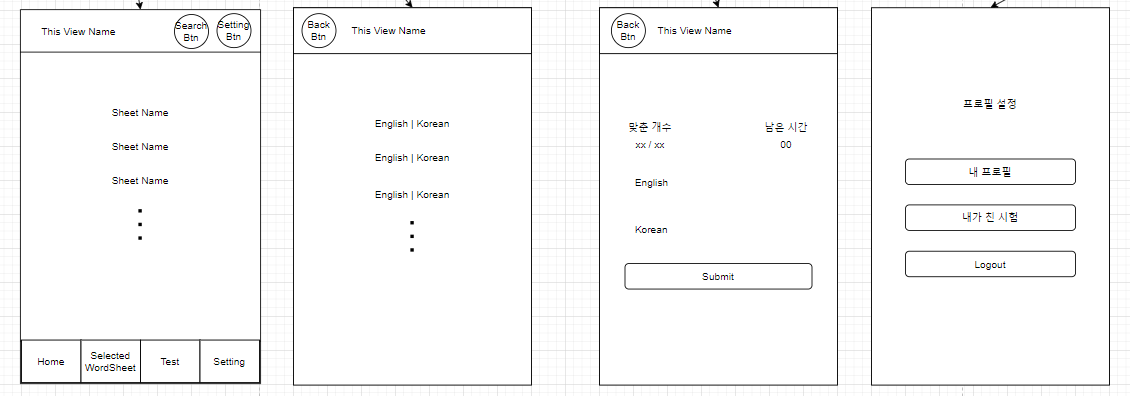 This View Name
Search
Btn
Setting
Btn
Sheet Name
Sheet Name
Sheet Name
Home
Selected
WordSheet
Test
Setting
Back
Btn
This View Name
English | Korean
English | Korean
English | Korean
Back
Btn
This View Name
맞춘 개수
xx / xx
남은 시간
00
English
Korean
Submit
프로필 설정
내 프로필
내가 친 시험
Logout